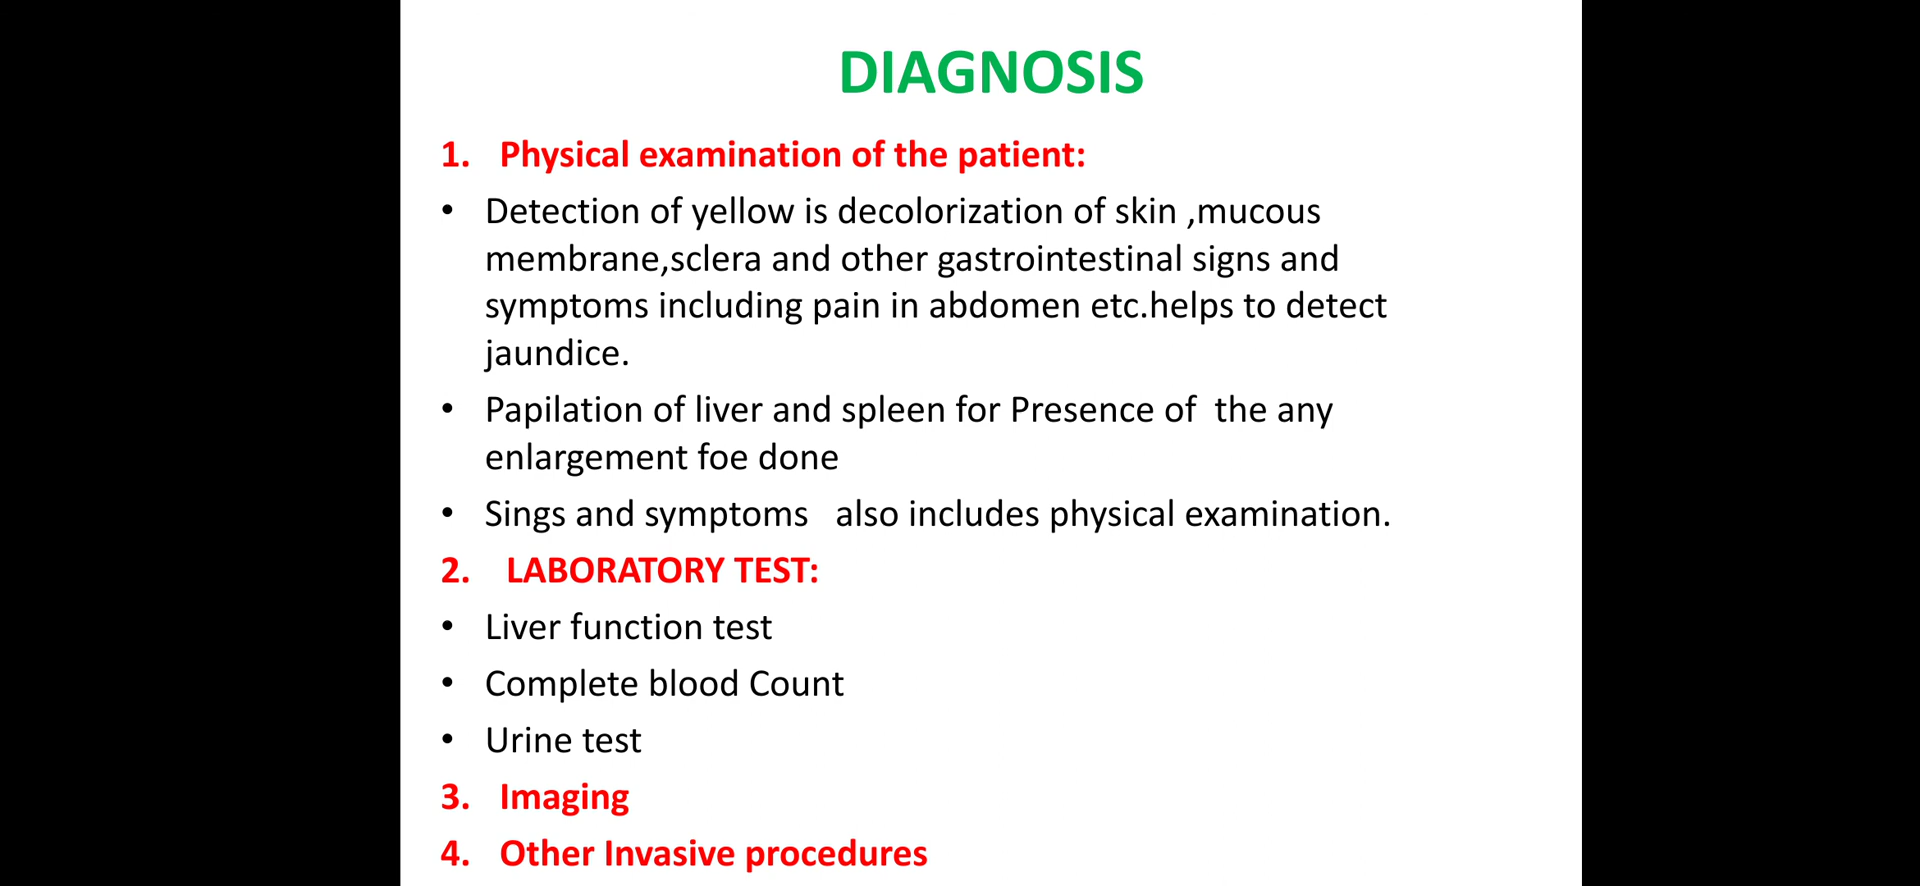 DIAGNOSIS
1. Physical examination of the patient:
• Detection of yellow is decolorization of skin ,mucous
membrane,sclera and other gastrointestinal signs and
symptoms including pain in abdomen etc.helps to detect
jaundice.
• Papilation of liver and spleen for Presence of  the any
enlargement foe done
• Sings and symptoms   also includes physical examination.
2. LABORATORY TEST:
• Liver function test
• Complete blood Count
• Urine test
3. Imaging
4. Other Invasive procedures